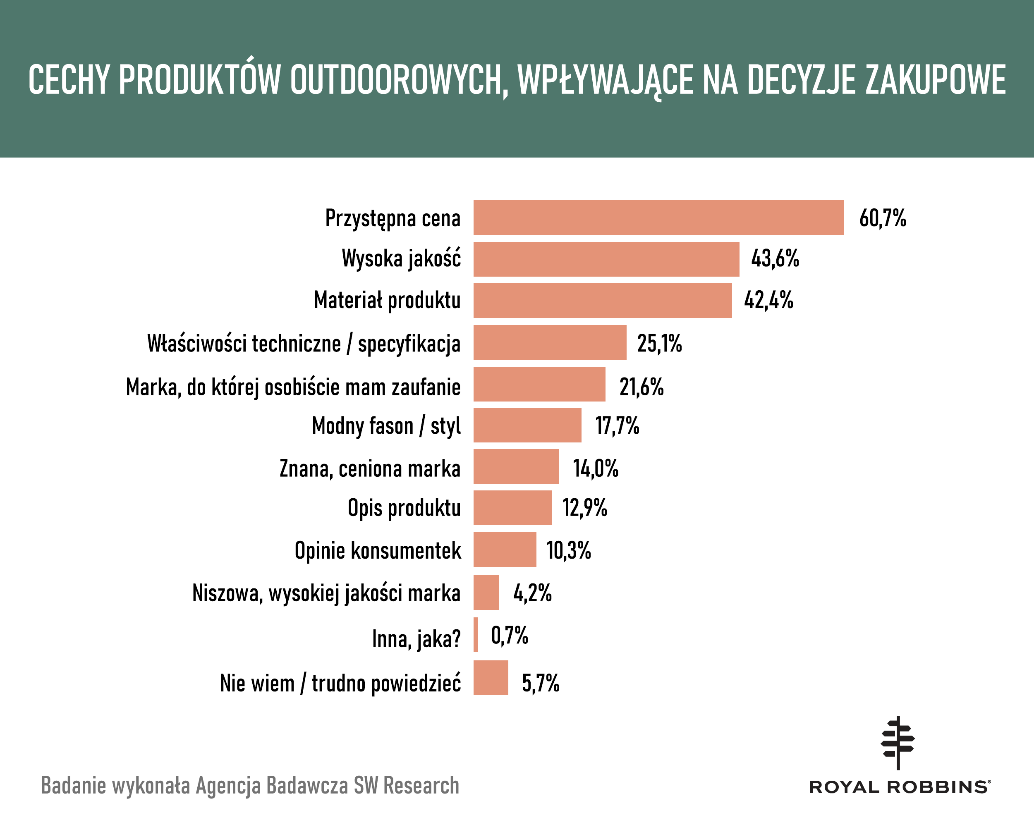 CECHY PRODUKTÓW OUTDOOROWYCH, WPŁYWAJĄCE NA DECYZJE ZAKUPOWE
Przystępna cena 60,7%
Wysoka jakość 43,6%
Materiał produktu 42,4%
Właściwości techniczne / specyfikacja 25,1%
Marka, do której osobiście mam zaufanie 21,6%
Modny fason / styl 17,7%
Znana, ceniona marka 14,0%
Opis produktu 12,9%
Opinie konsumentek 10,3%
Niszowa, wysokiej jakości marka 4,2%
Inna, jaka? 0,7%
Nie wiem / trudno powiedzieć 5,7%
Badanie wykonała Agencja Badawcza SW Research
ROYAL ROBBINS®